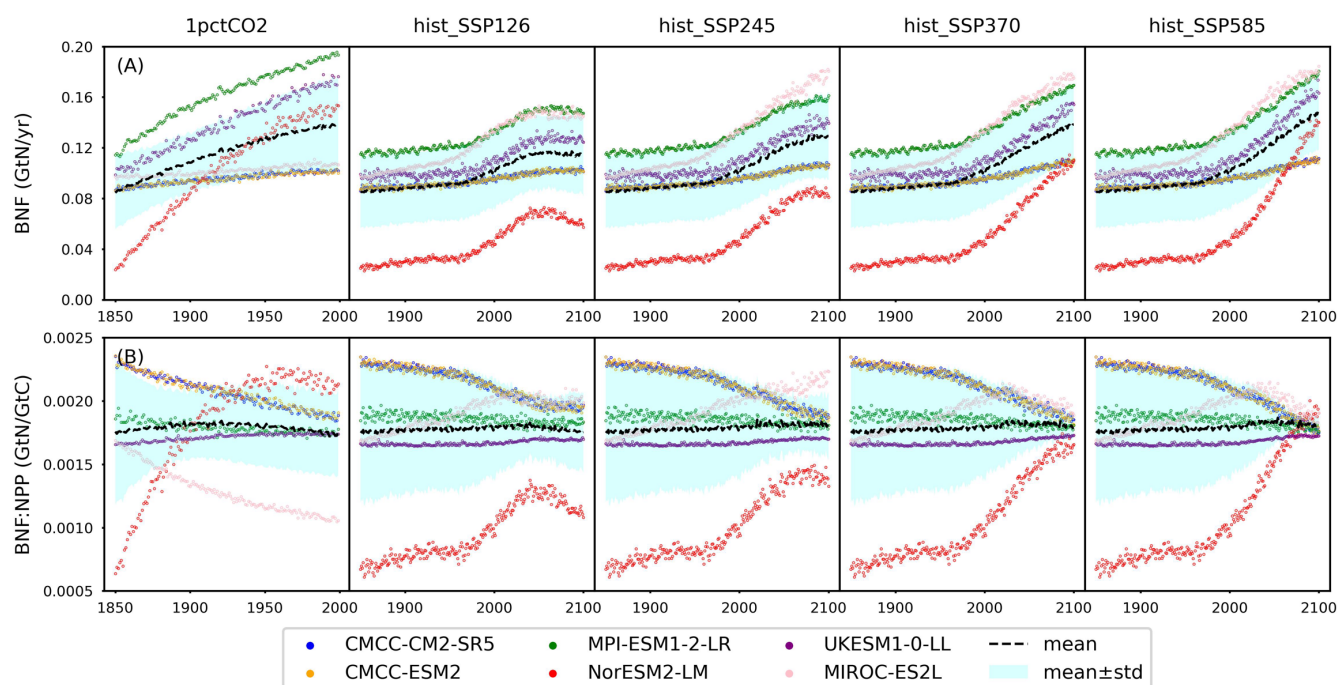 1pctCO2 hist_SSP126 hist_SSP245 hist_SSP370 hist_SSP585
(A)
BNF (GtN/yr)
0.20
0.16
0.12
0.08
0.04
0.00
1850 1900 1950 2000 1900 2000 2100 1900 2000 2100 1900 2000 2100 1900 2000 2100
(B)
BNF:NPP (GtN/GtC)
0.0025
0.0020
0.0015
0.0010
0.0005
1850 1900 1950 2000 1900 2000 2100 1900 2000 2100 1900 2000 2100 1900 2000 2100
CMCC-CM2-SR5 MPI-ESM1-2-LR UKESM1-0-LL mean
CMCC-ESM2 NorESM2-LM MIROC-ES2L mean±std